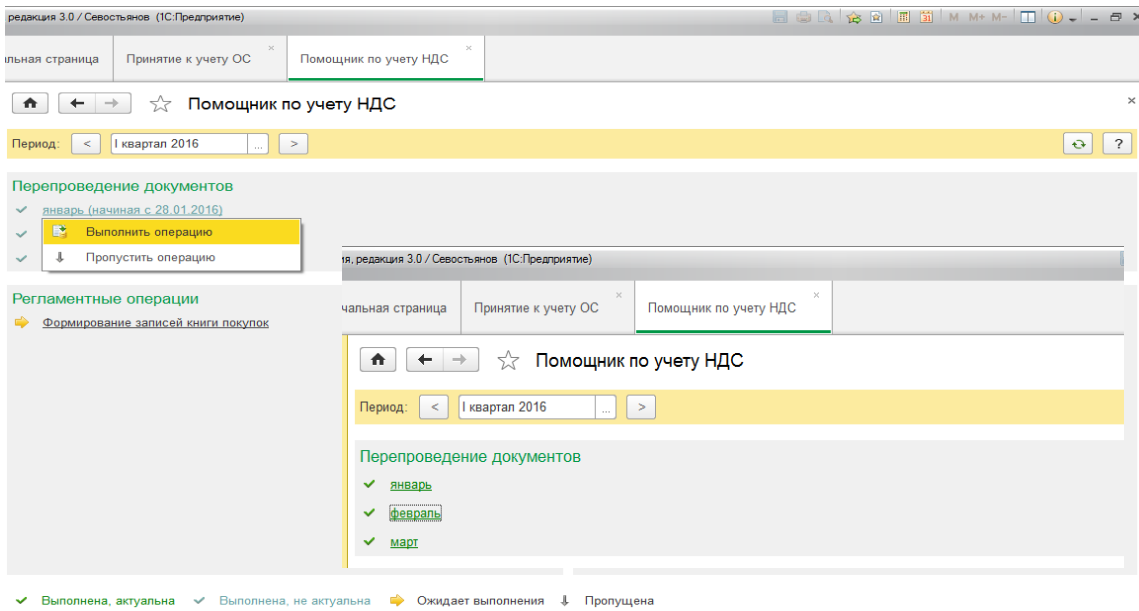 редакция 3.0 / Севостьянов (1С:Предприятие)
M M+ M-
льная страница
Принятие к учету ОС
Помощник по учету НДС
Помощник по учету НДС
Период: < I квартал 2016 ... > ?
Перепроведение документов
январь (начиная с 28.01.2016)
Выполнить операцию
Пропустить операцию
Регламентные операции
Формирование записей книги покупок
ия, редакция 3.0 / Севостьянов (1С:Предприятие)
чальная страница
Принятие к учету ОС
Помощник по учету НДС
Помощник по учету НДС
Период: < I квартал 2016 ... >
Перепроведение документов
январь
февраль
март
Выполнена, актуальна Выполнена, не актуальна Ожидает выполнения Пропущена